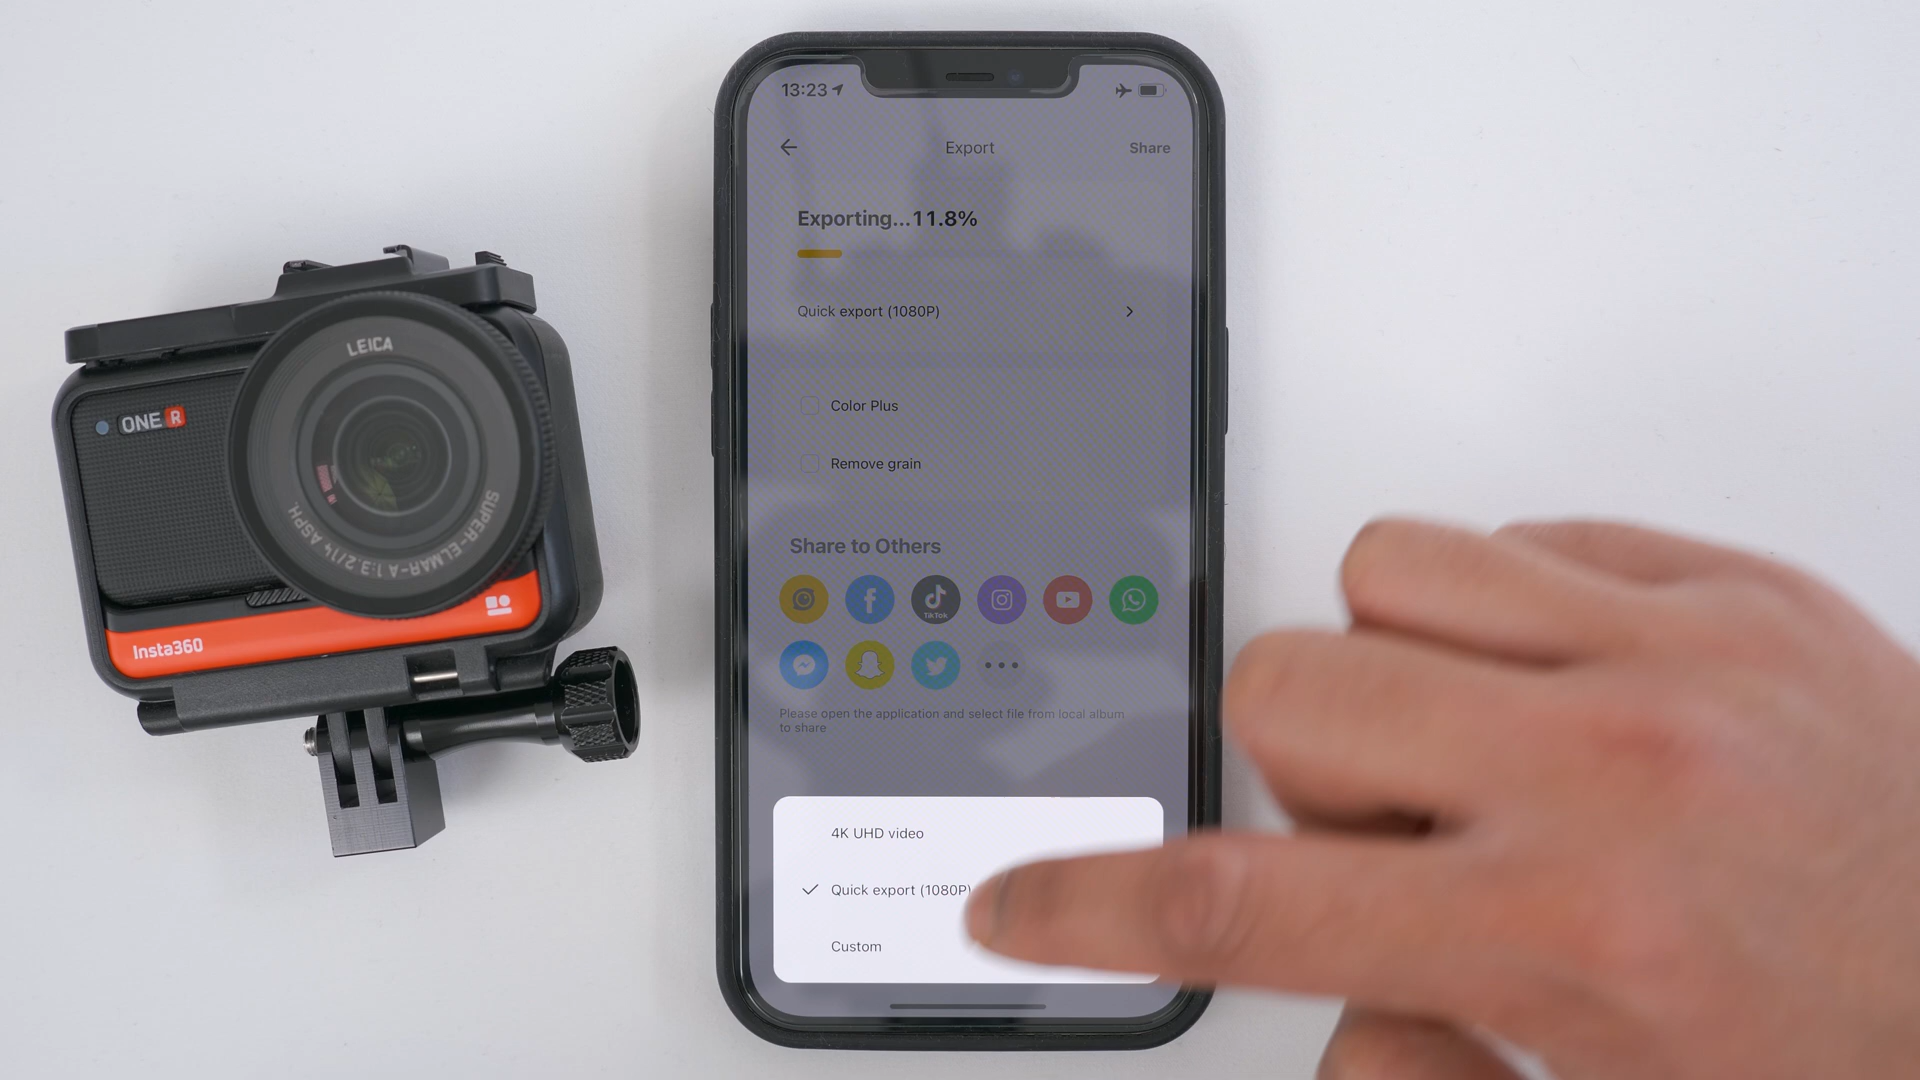 13:23
Export
Share
Exporting...11.8%
Quick export (1080P)
Color Plus
Remove grain
Share to Others
TikTok
Please open the application and select file from local album
to share
4K UHD video
Quick export (1080P)
Custom
LEICA
ONE R
SUPER-ELMAR-A 1:3.2/14 ASPH.
Insta360